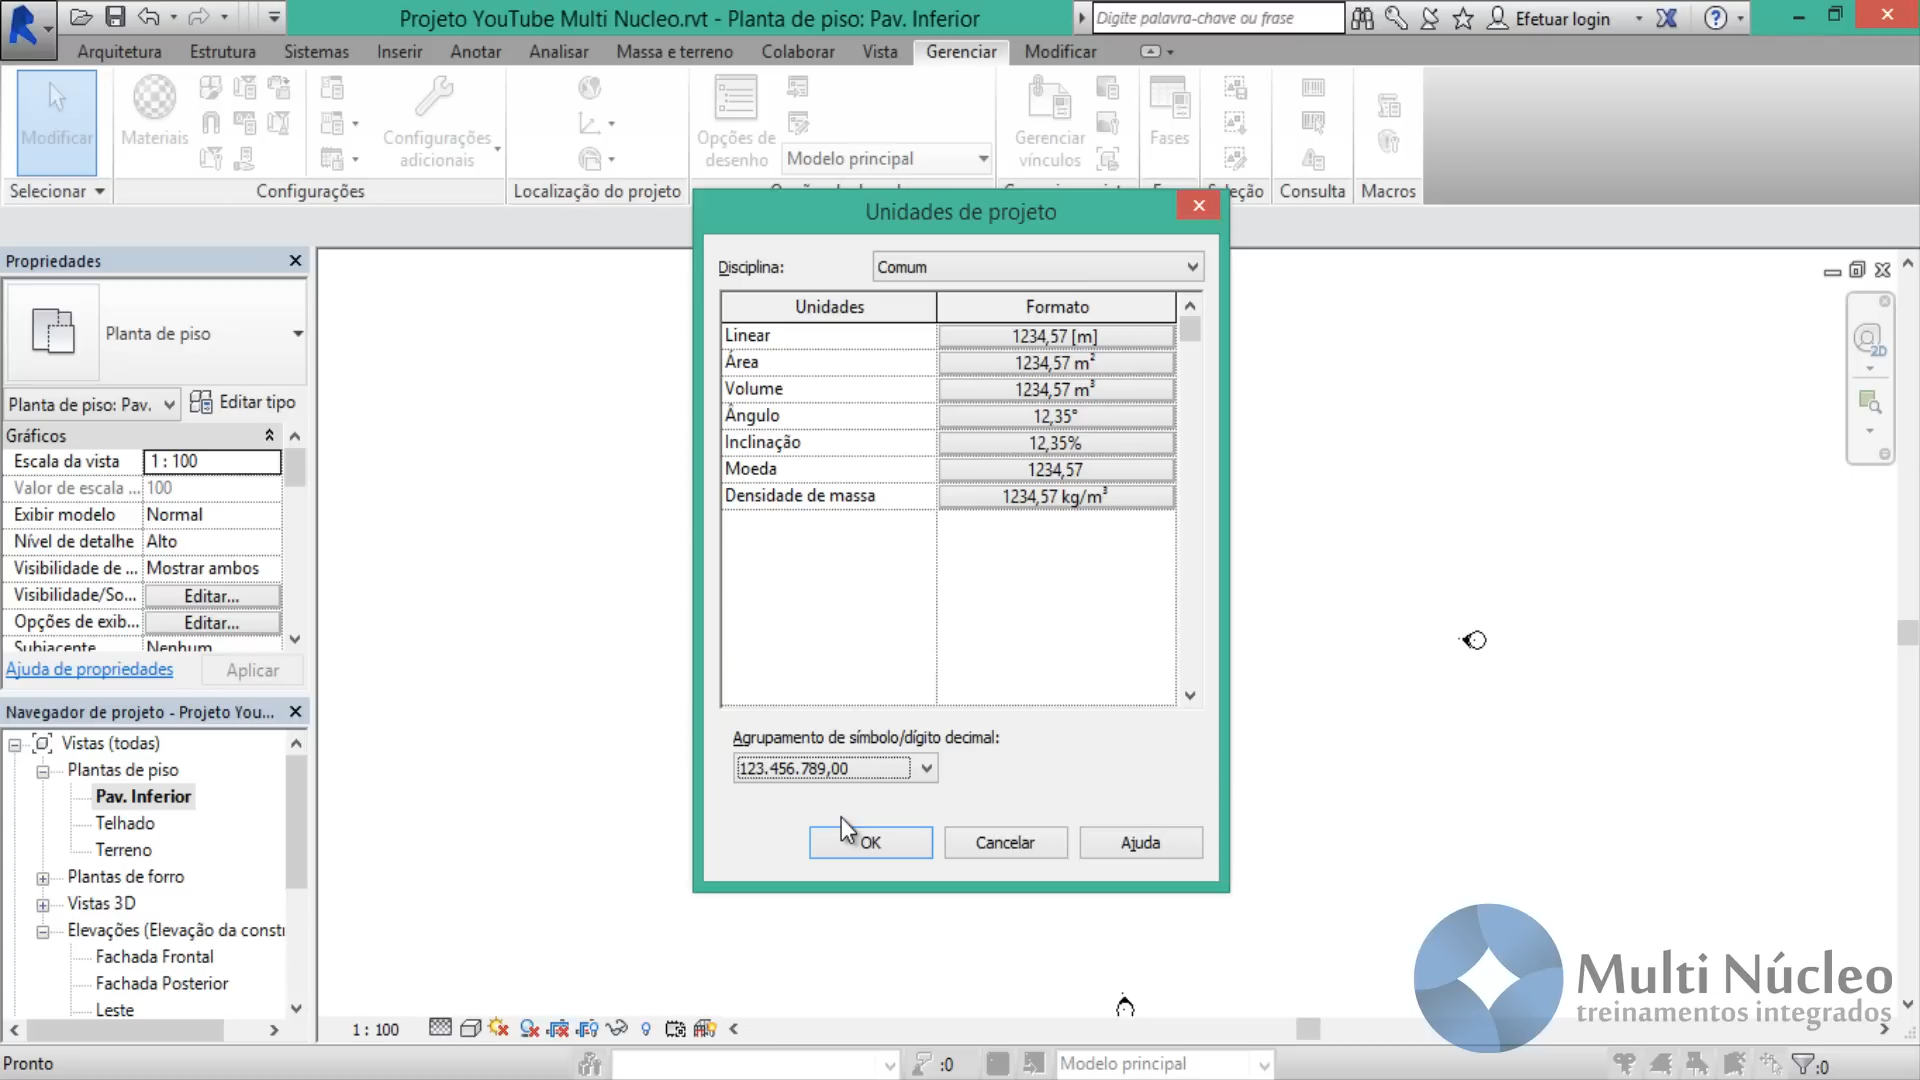 Projeto YouTube Multi Nucleo.rvt - Planta de piso: Pav. Inferior
Digite palavra-chave ou frase
Efetuar login
Arquitetura Estrutura Sistemas Inserir Anotar Analisar Massa e terreno Colaborar Vista Gerenciar Modificar
Modificar
Materiais
Configurações
adicionais
Opções de
desenho
Modelo principal
Gerenciar
vínculos
Fases
Selecionar
Configurações
Localização do projeto
Consulta
Macros
Unidades de projeto
Disciplina: Comum
Unidades Formato
Linear 1234,57 [m]
Área 1234,57 m²
Volume 1234,57 m³
Ângulo 12,35°
Inclinação 12,35%
Moeda 1234,57
Densidade de massa 1234,57 kg/m³
Agrupamento de símbolo/dígito decimal:
123.456.789,00
OK Cancelar Ajuda
Propriedades
Planta de piso
Planta de piso: Pav. Editar tipo
Gráficos
Escala da vista 1 : 100
Valor de escala ... 100
Exibir modelo Normal
Nível de detalhe Alto
Visibilidade de ... Mostrar ambos
Visibilidade/So... Editar...
Opções de exib... Editar...
Subjacente Nenhum
Ajuda de propriedades Aplicar
Navegador de projeto - Projeto You...
Vistas (todas)
Plantas de piso
Pav. Inferior
Telhado
Terreno
Plantas de forro
Vistas 3D
Elevações (Elevação da constr
Fachada Frontal
Fachada Posterior
Leste
2D
1 : 100
Pronto
:0
Modelo principal
:0
Multi Núcleo
treinamentos integrados